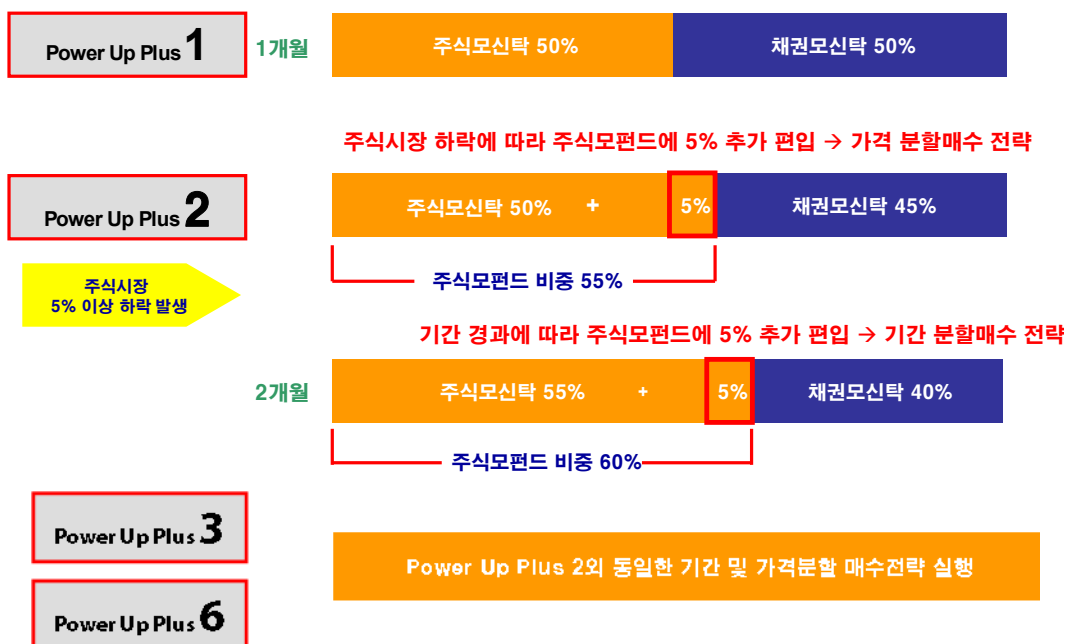 Power Up Plus 1
1개월
주식모신탁 50%
채권모신탁 50%
주식시장 하락에 따라 주식모펀드에 5% 추가 편입 → 가격 분할매수 전략
Power Up Plus 2
주식모신탁 50% + 5%
채권모신탁 45%
주식모펀드 비중 55%
주식시장
5% 이상 하락 발생
기간 경과에 따라 주식모펀드에 5% 추가 편입 → 기간 분할매수 전략
2개월
주식모신탁 55% + 5%
채권모신탁 40%
주식모펀드 비중 60%
Power Up Plus 3
Power Up Plus 2외 동일한 기간 및 가격분할 매수전략 실행
Power Up Plus 6